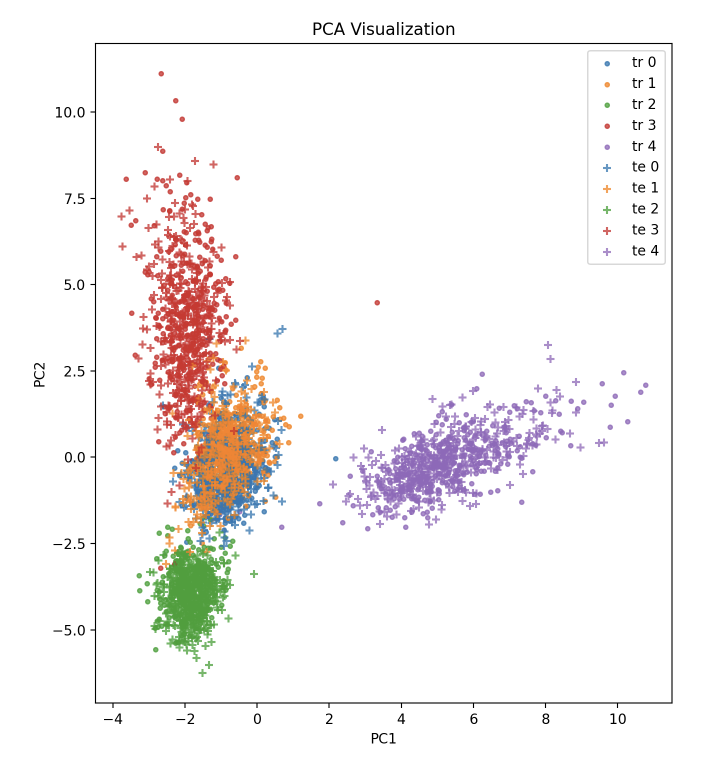 PCA Visualization
tr 0
tr 1
tr 2
tr 3
tr 4
te 0
te 1
te 2
te 3
te 4
10.0
7.5
5.0
2.5
0.0
−2.5
−5.0
PC2
−4 −2 0 2 4 6 8 10
PC1